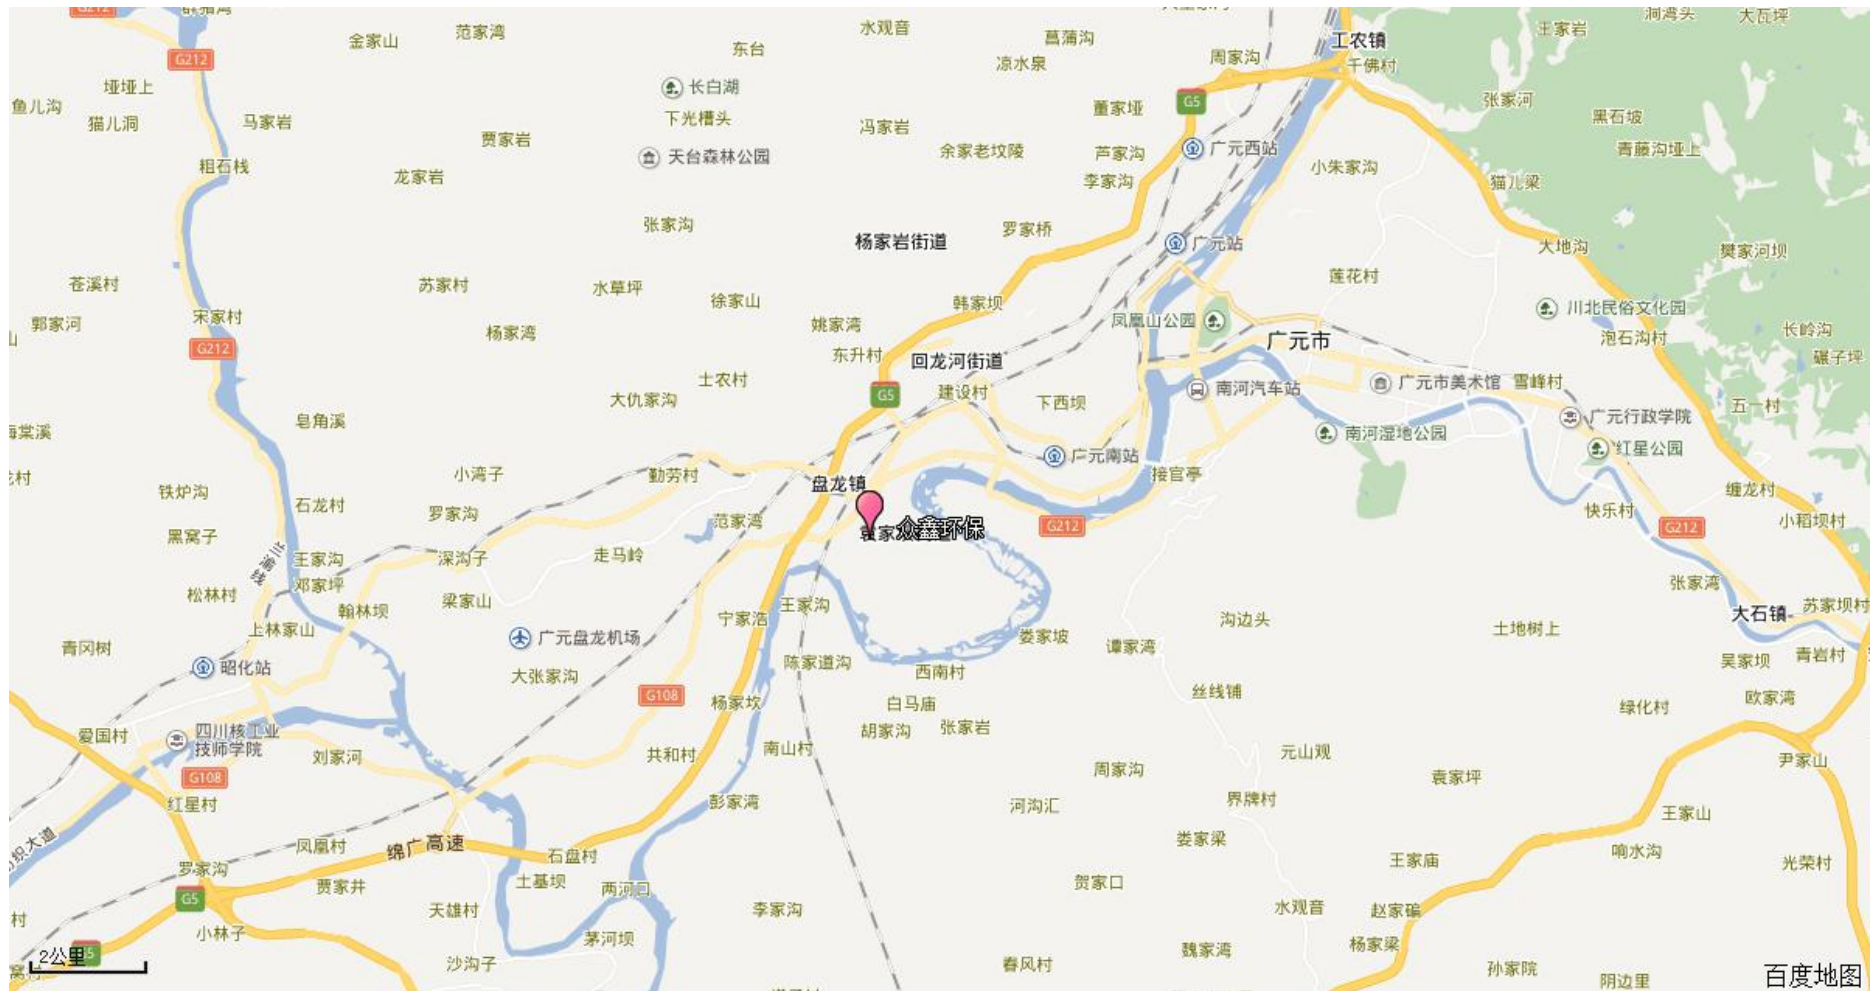 G212
金家山
范家湾
水观音
东台
菖蒲沟
凉水泉
周家沟
工农镇
千佛村
王家岩
洞湾头
大瓦坪
G212
垭垭上
长白湖
下光槽头
董家垭
G5
张家河
黑石坡
鱼儿沟
猫儿洞
马家岩
贾家岩
天台森林公园
冯家岩
余家老坟陵
芦家沟
广元西站
青藤沟垭上
粗石栈
龙家岩
李家沟
小朱家沟
猫儿梁
张家沟
杨家岩街道
罗家桥
广元站
大地沟
樊家河坝
苍溪村
苏家村
水草坪
徐家山
韩家坝
莲花村
川北民俗文化园
郭家河
宋家村
杨家湾
姚家湾
凤凰山公园
广元市
泡石沟村
长岭沟
G212
东升村
回龙河街道
碾子坪
士农村
G5
建设村
南河汽车站
广元市美术馆
雪峰村
大仇家沟
下西坝
五一村
皂角溪
广元行政学院
海棠溪
南河湿地公园
红星公园
小湾子
勤劳村
盘龙镇
广元南站
接官亭
铁炉沟
石龙村
罗家沟
范家湾
缠龙村
快乐村
小稻坝村
黑窝子
众鑫环保
G212
G212
兰渝线
王家沟
深沟子
走马岭
邓家坪
张家湾
松林村
翰林坝
梁家山
王家沟
宁家浩
沟边头
大石镇
苏家坝村
上林家山
广元盘龙机场
娄家坡
谭家湾
土地树上
青冈树
昭化站
大张家沟
陈家道沟
西南村
吴家坝
青岩村
G108
杨家坎
白马庙
丝线铺
绿化村
欧家湾
爱国村
四川核工业
技师学院
刘家河
共和村
南山村
胡家沟
张家岩
元山观
尹家山
G108
周家沟
袁家坪
红星村
彭家湾
河沟汇
界牌村
王家山
绵广高速
凤凰村
石盘村
娄家梁
王家庙
响水沟
光荣村
罗家沟
贾家井
土基坝
两河口
贺家口
G5
天雄村
李家沟
水观音
赵家碥
小林子
茅河坝
魏家湾
杨家梁
2公里
沙沟子
春风村
孙家院
阴边里
百度地图